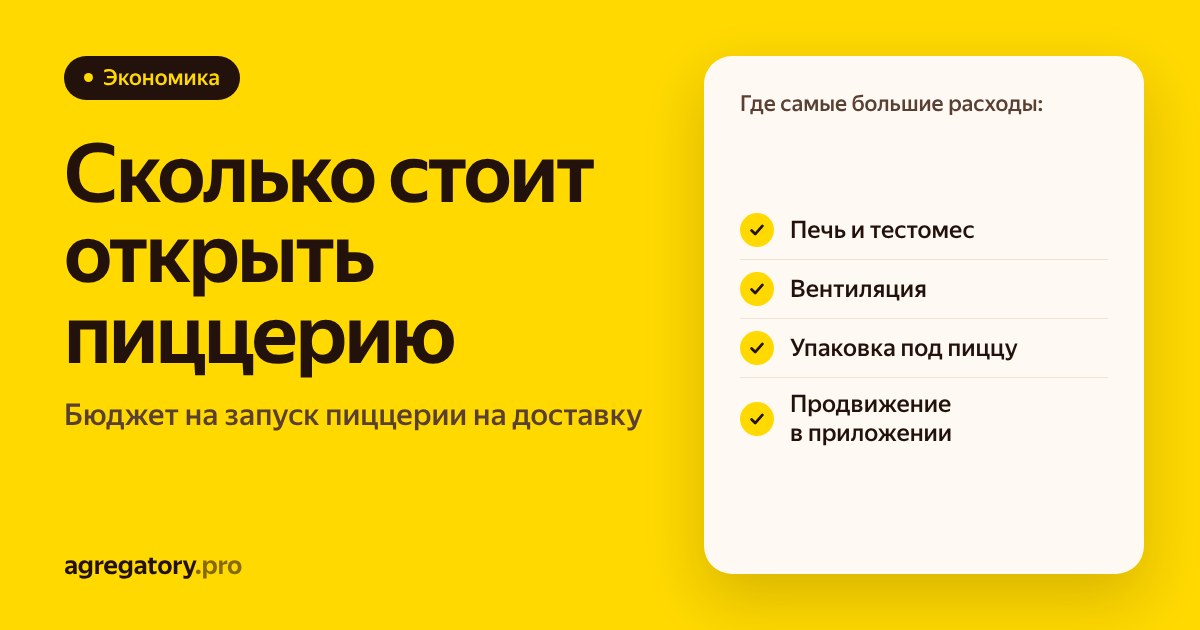 Экономика
Сколько стоит
открыть
пиццерию
Бюджет на запуск пиццерии на доставку
agregatory.pro
Где самые большие расходы:
Печь и тестомес
Вентиляция
Упаковка под пиццу
Продвижение
в приложении